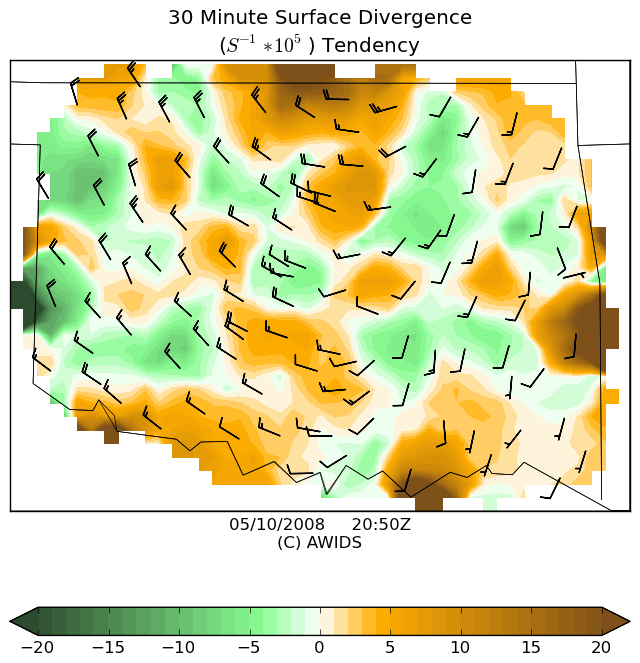 30 Minute Surface Divergence
(S⁻¹ * 10⁵ ) Tendency
05/10/2008 20:50Z
(C) AWIDS
−20 −15 −10 −5 0 5 10 15 20